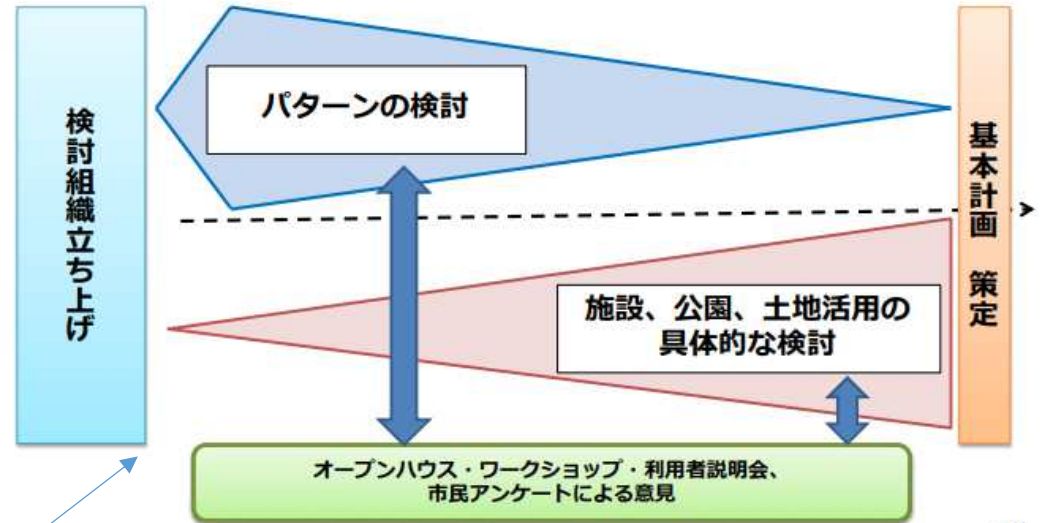 検討組織立ち上げ
パターンの検討
基本計画　策定
施設、公園、土地活用の
具体的な検討
オープンハウス・ワークショップ・利用者説明会、
市民アンケートによる意見